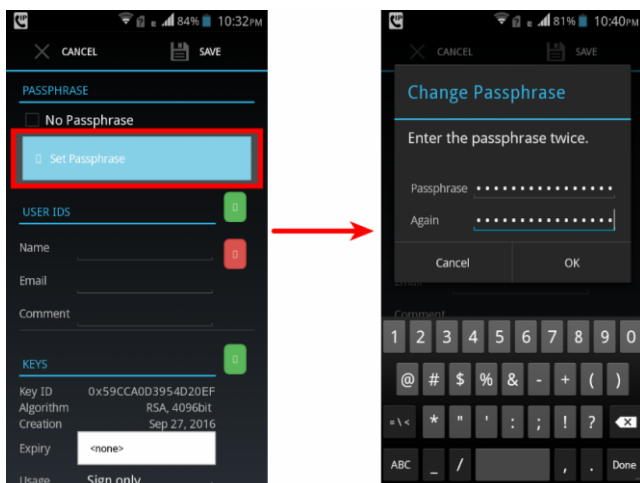 84% 10:32PM
CANCEL SAVE
PASSPHRASE
No Passphrase
Set Passphrase
USER IDS
Name
Email
Comment
KEYS
Key ID 0x59CCA0D3954D20EF
Algorithm RSA, 4096bit
Creation Sep 27, 2016
Expiry <none>
Usage Sign only
81% 10:40PM
CANCEL SAVE
Change Passphrase
Enter the passphrase twice.
Passphrase ••••••••••••••••
Again ••••••••••••••••
Cancel OK
Email
Comment
1 2 3 4 5 6 7 8 9 0
@ # $ % & - + ( )
= \ < * " ' : ; ! ?
ABC _ / , . Done